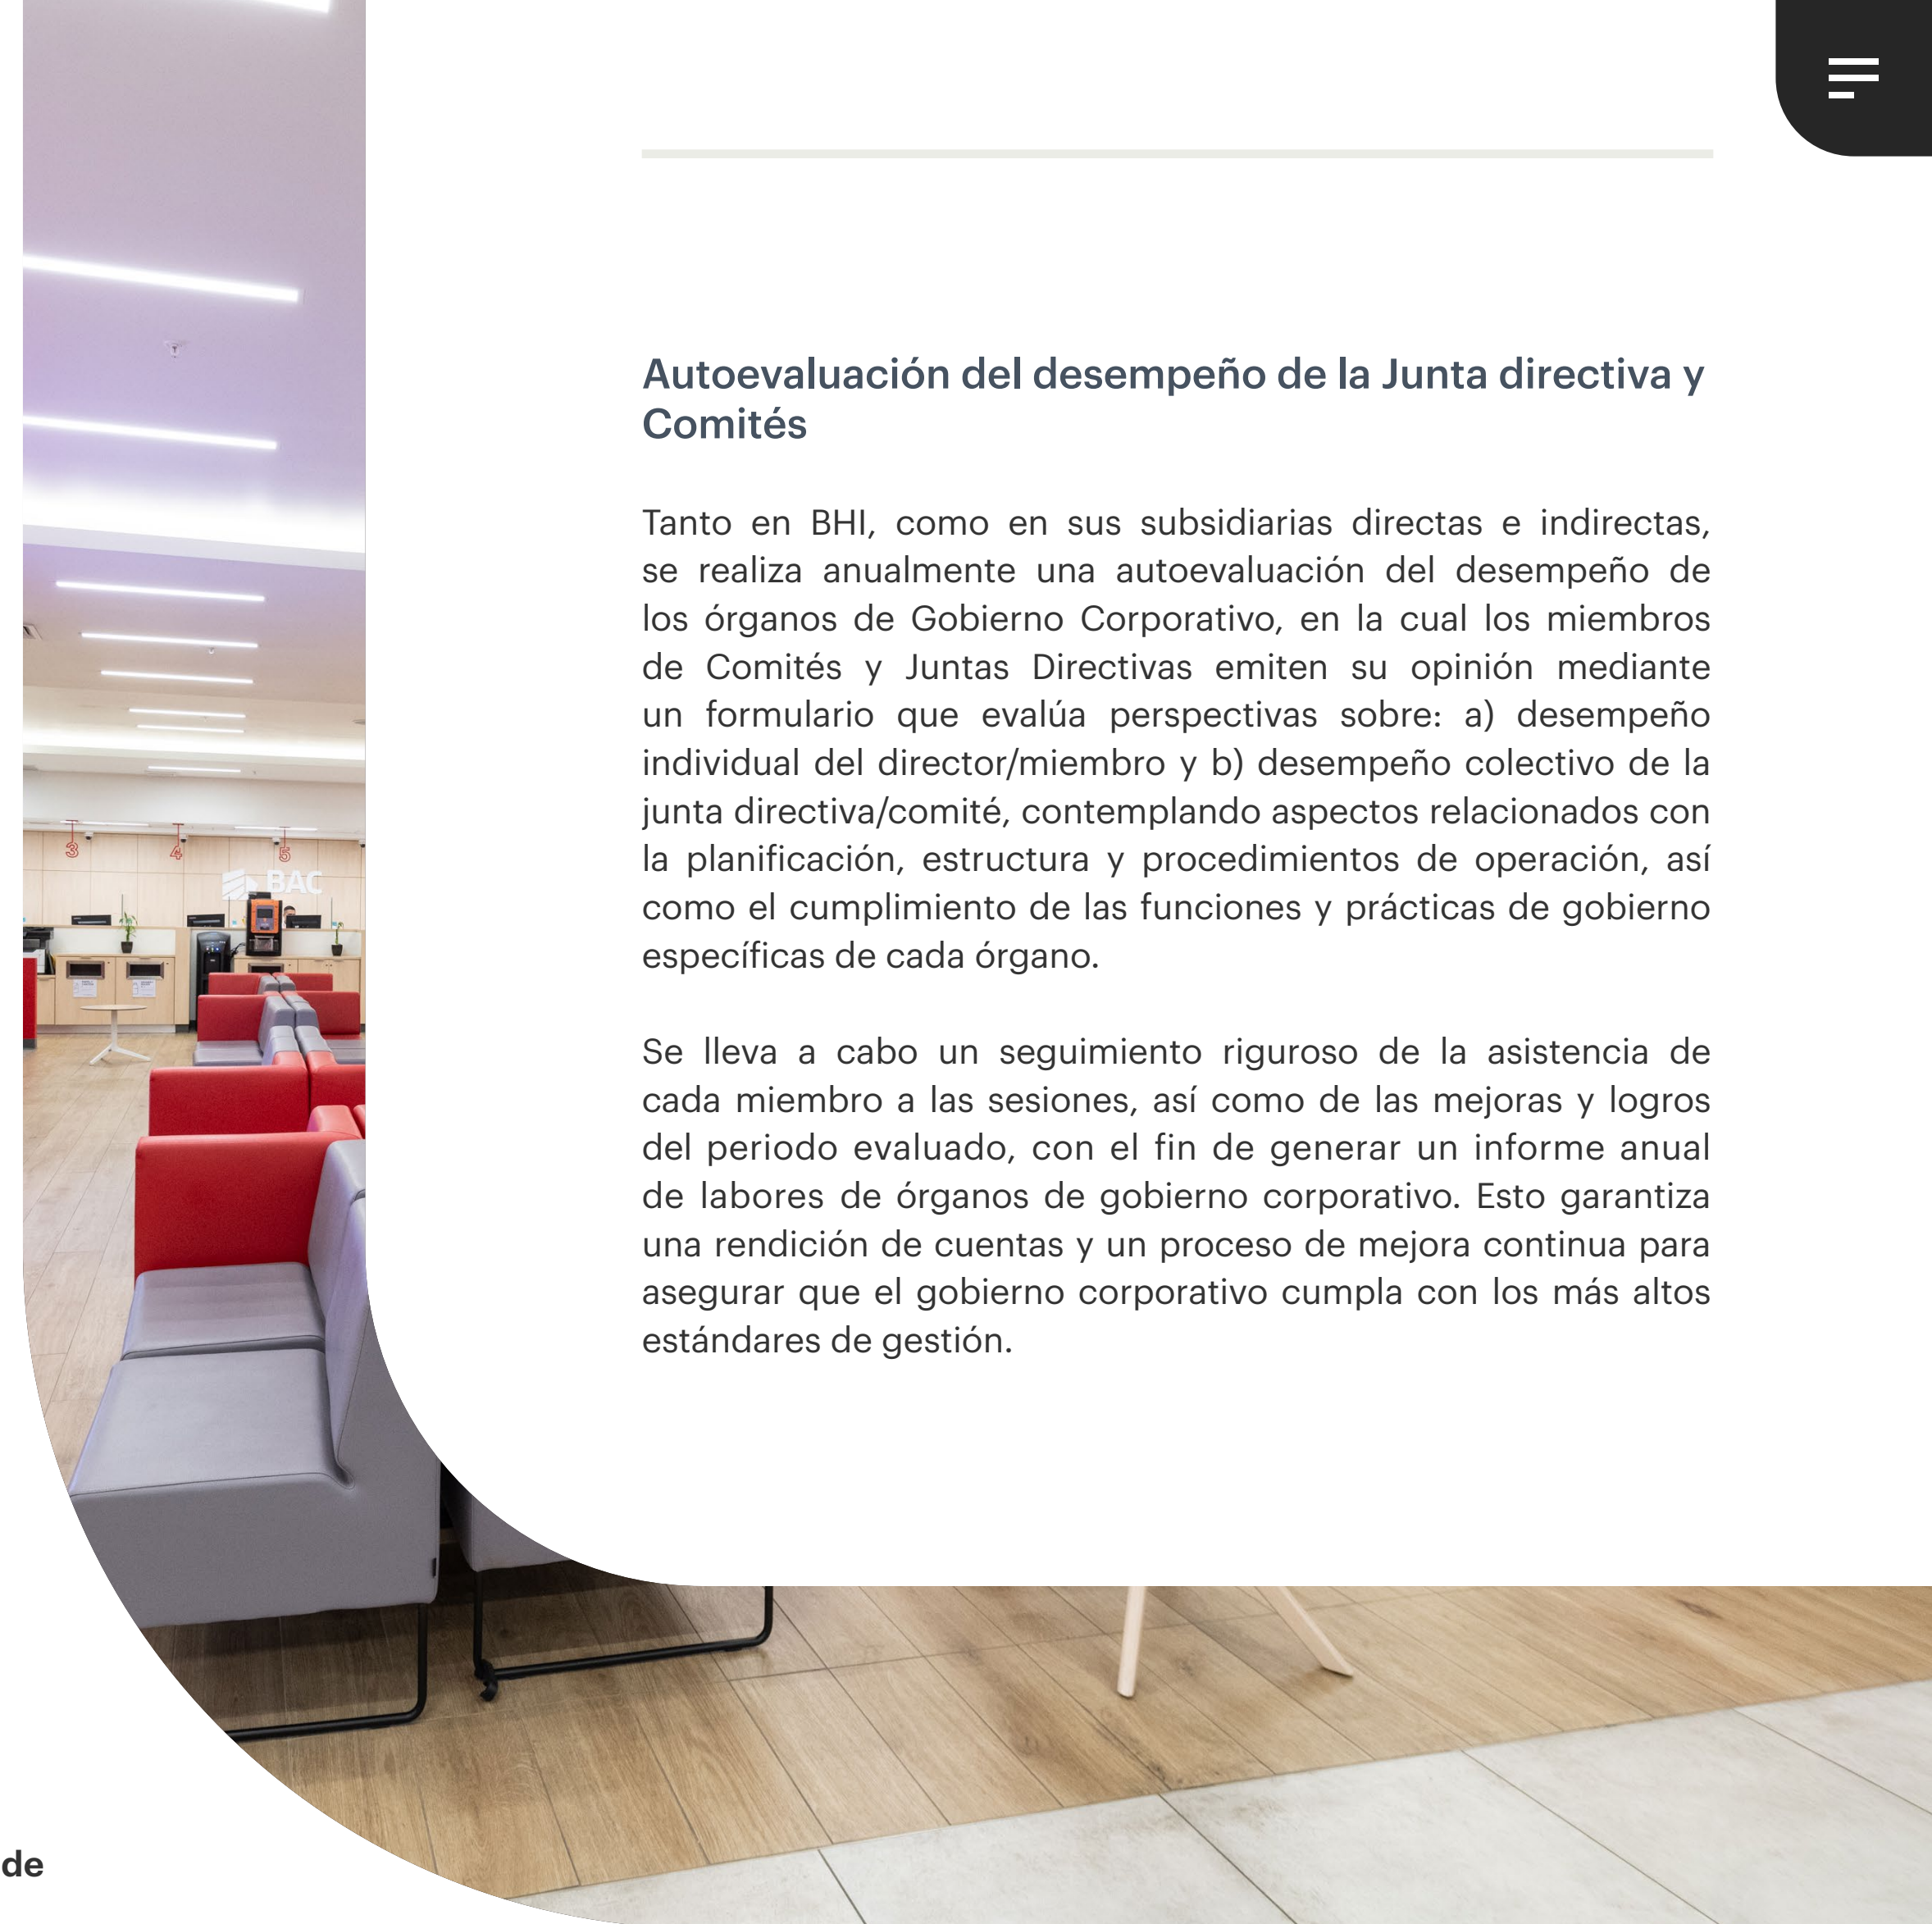 Autoevaluación del desempeño de la Junta directiva y
Comités
Tanto en BHI, como en sus subsidiarias directas e indirectas,
se realiza anualmente una autoevaluación del desempeño de
los órganos de Gobierno Corporativo, en la cual los miembros
de Comités y Juntas Directivas emiten su opinión mediante
un formulario que evalúa perspectivas sobre: a) desempeño
individual del director/miembro y b) desempeño colectivo de la
junta directiva/comité, contemplando aspectos relacionados con
la planificación, estructura y procedimientos de operación, así
como el cumplimiento de las funciones y prácticas de gobierno
específicas de cada órgano.
Se lleva a cabo un seguimiento riguroso de la asistencia de
cada miembro a las sesiones, así como de las mejoras y logros
del periodo evaluado, con el fin de generar un informe anual
de labores de órganos de gobierno corporativo. Esto garantiza
una rendición de cuentas y un proceso de mejora continua para
asegurar que el gobierno corporativo cumpla con los más altos
estándares de gestión.
3
4
5
BAC
de